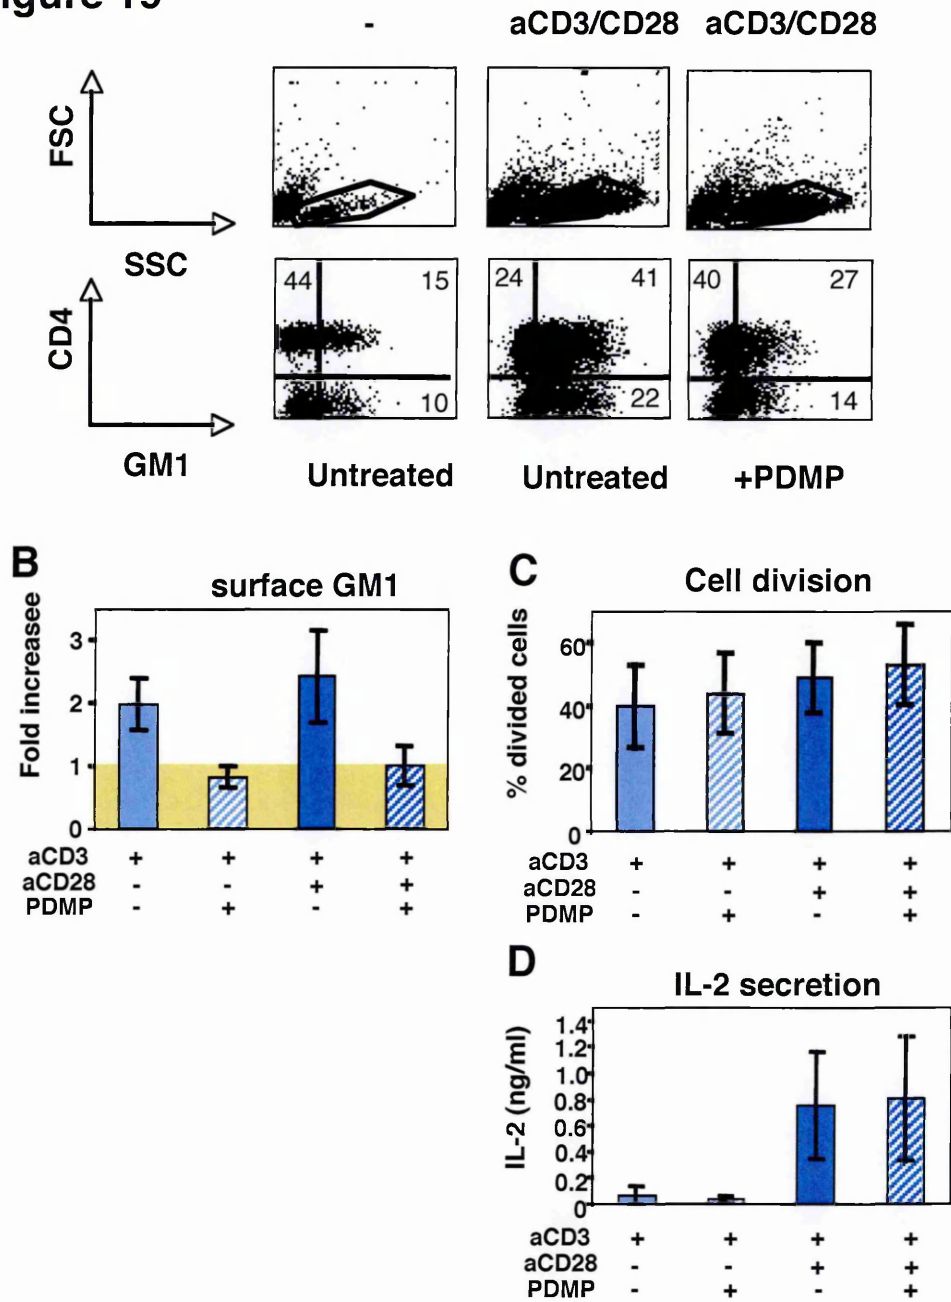 igure 19
- aCD3/CD28 aCD3/CD28
FSC
SSC
CD4
44 15 24 41 40 27
10 22 14
GM1
Untreated Untreated +PDMP
B
surface GM1
Fold increasee
3
2
1
0
aCD3 + + + +
aCD28 - - + +
PDMP - + - +
C
Cell division
% divided cells
60
40
20
0
aCD3 + + + +
aCD28 - - + +
PDMP - + - +
D
IL-2 secretion
IL-2 (ng/ml)
1.4
1.2
1.0
0.8
0.6
0.4
0.2
0
aCD3 + + + +
aCD28 - - + +
PDMP - + - +